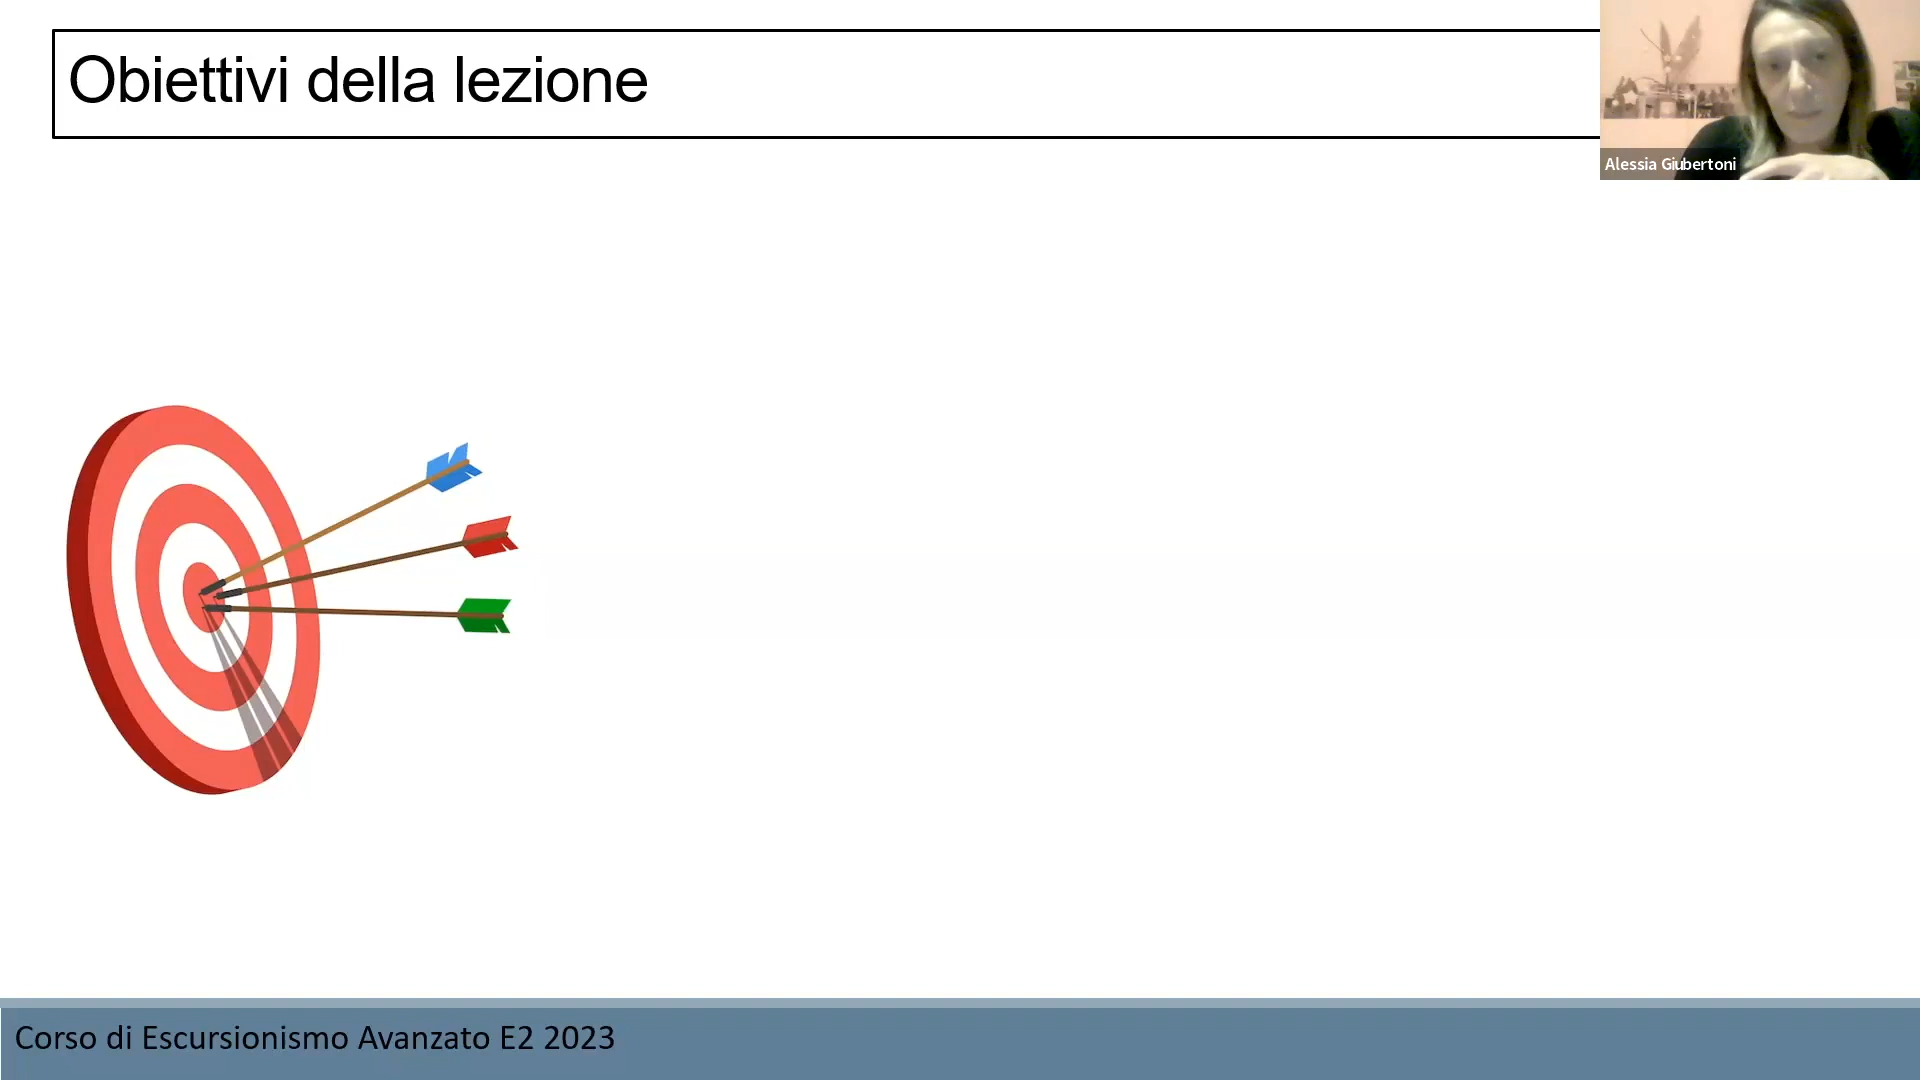 Obiettivi della lezione
Alessia Giubertoni
Corso di Escursionismo Avanzato E2 2023